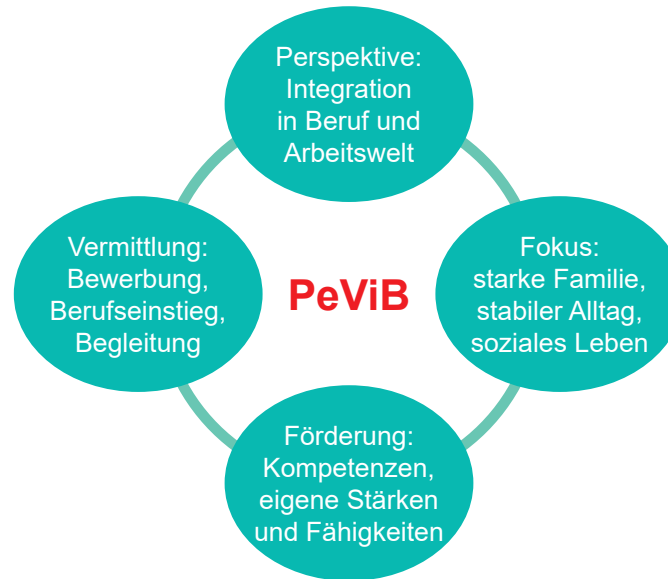 Perspektive:
Integration
in Beruf und
Arbeitswelt
Vermittlung:
Bewerbung,
Berufseinstieg,
Begleitung
PeViB
Fokus:
starke Familie,
stabiler Alltag,
soziales Leben
Förderung:
Kompetenzen,
eigene Stärken
und Fähigkeiten